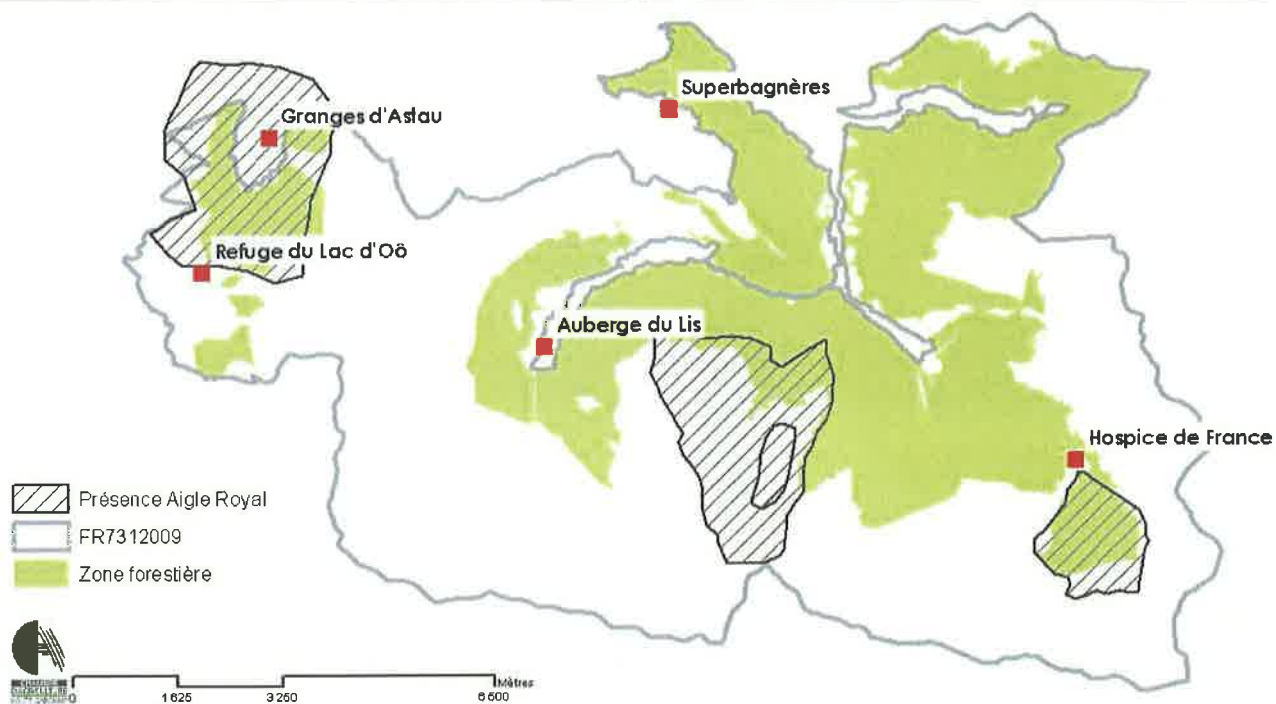 Superbagnères
Granges d'Astau
Refuge du Lac d'Oô
Auberge du Lis
Hospice de France
Présence Aigle Royal
FR7312009
Zone forestière
0 1 625 3 250 6 500 Mètres